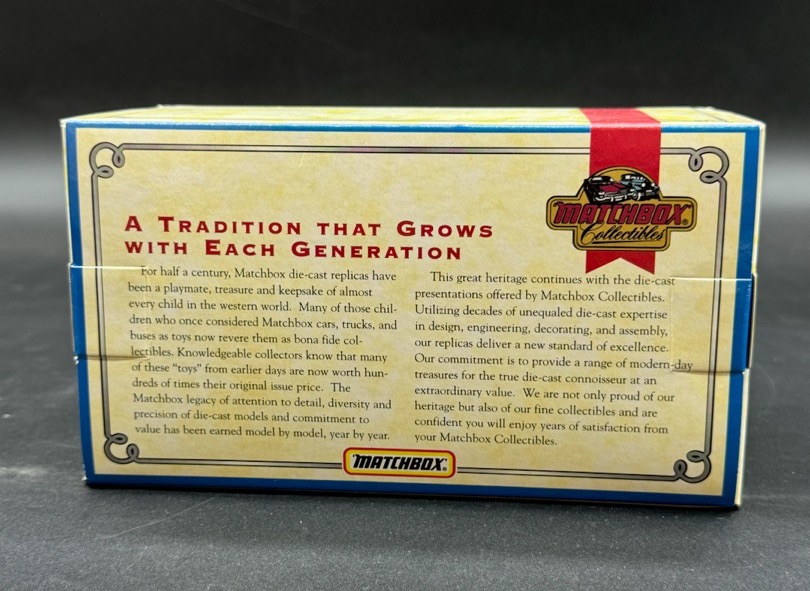 MATCHBOX®
Collectibles
A TRADITION THAT GROWS
WITH EACH GENERATION
For half a century, Matchbox die-cast replicas have
been a playmate, treasure and keepsake of almost
every child in the western world. Many of those chil-
dren who once considered Matchbox cars, trucks, and
buses as toys now revere them as bona fide col-
lectibles. Knowledgeable collectors know that many
of these "toys" from earlier days are now worth hun-
dreds of times their original issue price. The
Matchbox legacy of attention to detail, diversity and
precision of die-cast models and commitment to
value has been earned model by model, year by year.
This great heritage continues with the die-cast
presentations offered by Matchbox Collectibles.
Utilizing decades of unequaled die-cast expertise
in design, engineering, decorating, and assembly,
our replicas deliver a new standard of excellence.
Our commitment is to provide a range of modern-day
treasures for the true die-cast connoisseur at an
extraordinary value. We are not only proud of our
heritage but also of our fine collectibles and are
confident you will enjoy years of satisfaction from
your Matchbox Collectibles.
"MATCHBOX"®